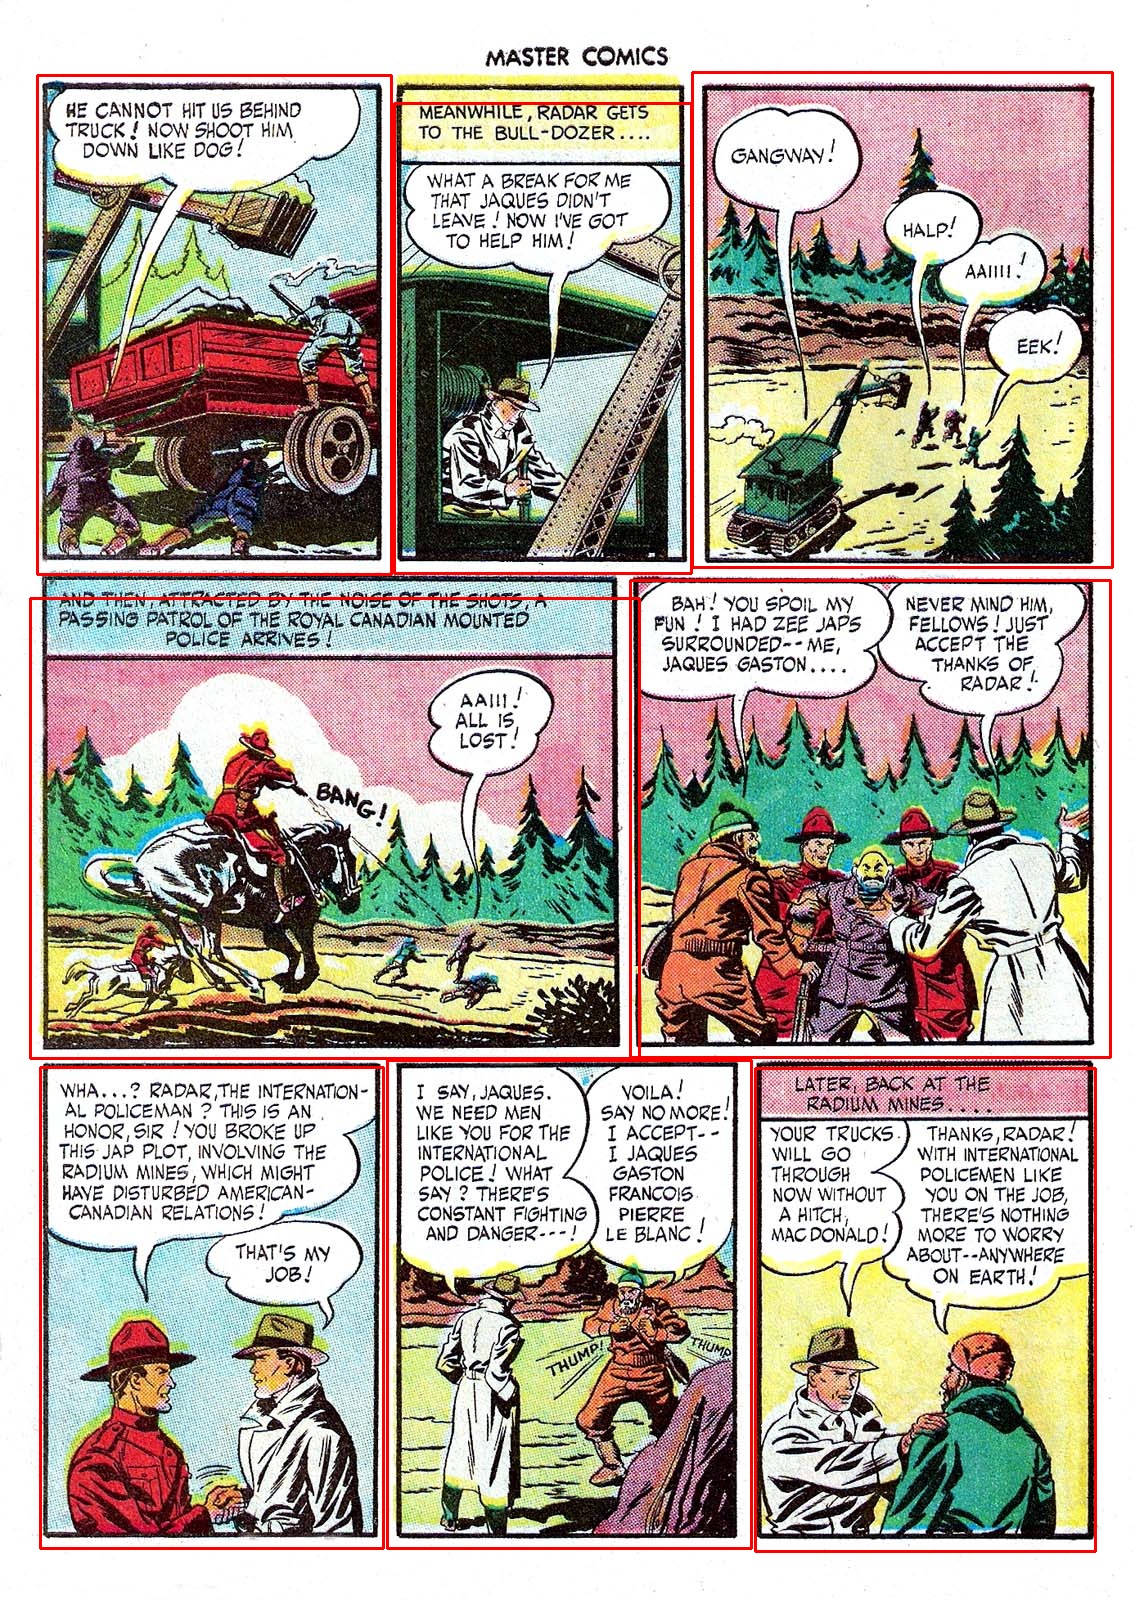 MASTER COMICS
HE CANNOT HIT US BEHIND
TRUCK! NOW SHOOT HIM
DOWN LIKE DOG!
MEANWHILE, RADAR GETS
TO THE BULL-DOZER....
WHAT A BREAK FOR ME
THAT JAQUES DIDN'T
LEAVE! NOW I'VE GOT
TO HELP HIM!
GANGWAY!
HALP!
AAIIII!
EEK!
AND THEN, ATTRACTED BY THE NOISE OF THE SHOTS, A
PASSING PATROL OF THE ROYAL CANADIAN MOUNTED
POLICE ARRIVES!
BANG!
AAIII!
ALL IS
LOST!
BAH! YOU SPOIL MY
FUN! I HAD ZEE JAPS
SURROUNDED--ME,
JAQUES GASTON....
NEVER MIND HIM,
FELLOWS! JUST
ACCEPT THE
THANKS OF
RADAR!
WHA...? RADAR, THE INTERNATION-
AL POLICEMAN? THIS IS AN
HONOR, SIR! YOU BROKE UP
THIS JAP PLOT, INVOLVING THE
RADIUM MINES, WHICH MIGHT
HAVE DISTURBED AMERICAN-
CANADIAN RELATIONS!
THAT'S MY
JOB!
I SAY, JAQUES.
WE NEED MEN
LIKE YOU FOR THE
INTERNATIONAL
POLICE! WHAT
SAY? THERE'S
CONSTANT FIGHTING
AND DANGER---!
VOILA!
SAY NO MORE!
I ACCEPT--
I JAQUES
GASTON
FRANCOIS
PIERRE
LE BLANC!
THUMP!
THUMP
LATER, BACK AT THE
RADIUM MINES....
YOUR TRUCKS
WILL GO
THROUGH
NOW WITHOUT
A HITCH,
MACDONALD!
THANKS, RADAR!
WITH INTERNATIONAL
POLICEMEN LIKE
YOU ON THE JOB,
THERE'S NOTHING
MORE TO WORRY
ABOUT--ANYWHERE
ON EARTH!